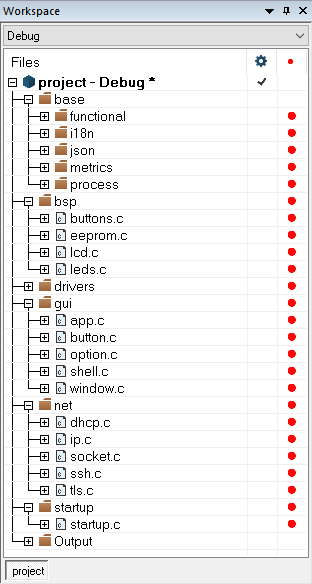 Workspace
Debug
Files
project - Debug *
base
functional
i18n
json
metrics
process
bsp
buttons.c
eeprom.c
lcd.c
leds.c
drivers
gui
app.c
button.c
option.c
shell.c
window.c
net
dhcp.c
ip.c
socket.c
ssh.c
tls.c
startup
startup.c
Output
project